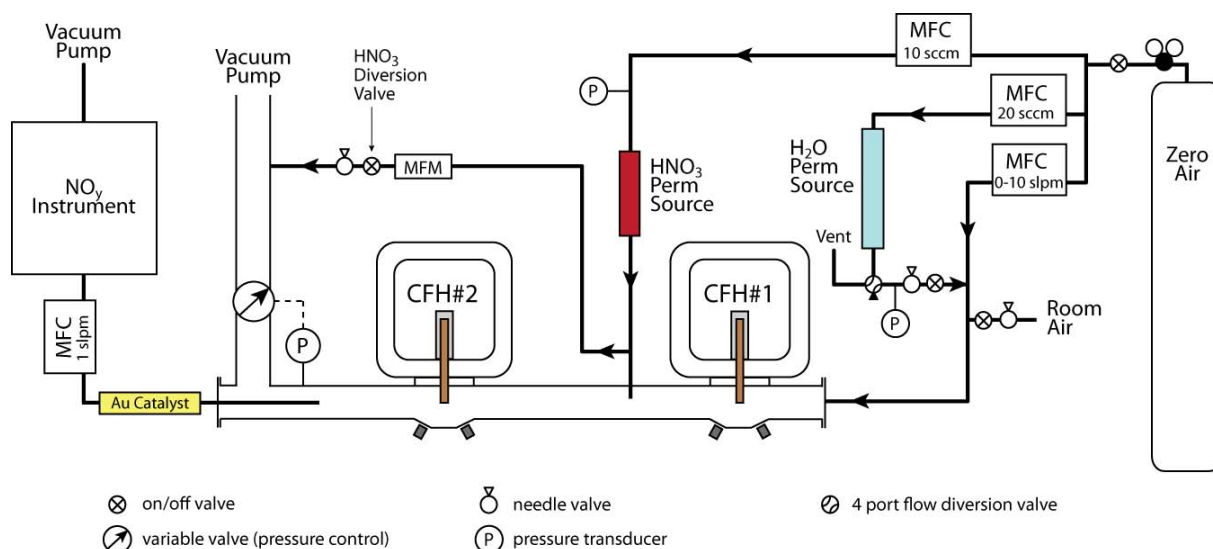 Vacuum
Pump
NOy
Instrument
MFC
1 slpm
Au Catalyst
Vacuum
Pump
HNO3
Diversion
Valve
MFM
P
CFH#2
P
HNO3
Perm
Source
CFH#1
MFC
10 sccm
MFC
20 sccm
MFC
0-10 slpm
H2O
Perm
Source
Vent
P
Room
Air
Zero
Air
on/off valve
needle valve
4 port flow diversion valve
variable valve (pressure control)
P
pressure transducer